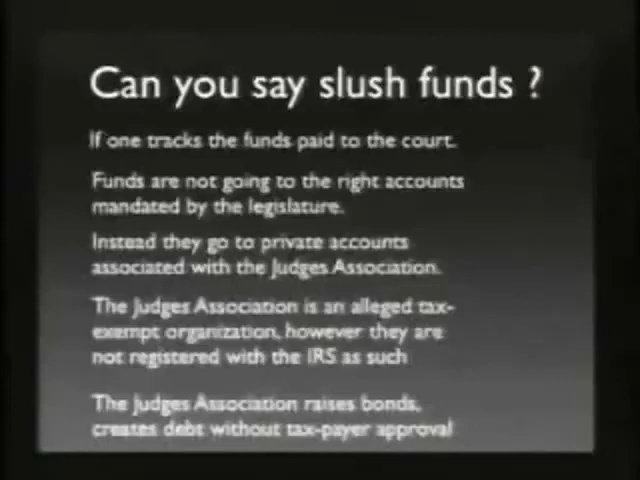 Can you say slush funds ?
If one tracks the funds paid to the court.
Funds are not going to the right accounts
mandated by the legislature.
Instead they go to private accounts
associated with the Judges Association.
The Judges Association is an alleged tax-
exempt organization, however they are
not registered with the IRS as such
The Judges Association raises bonds,
creates debt without tax-payer approval